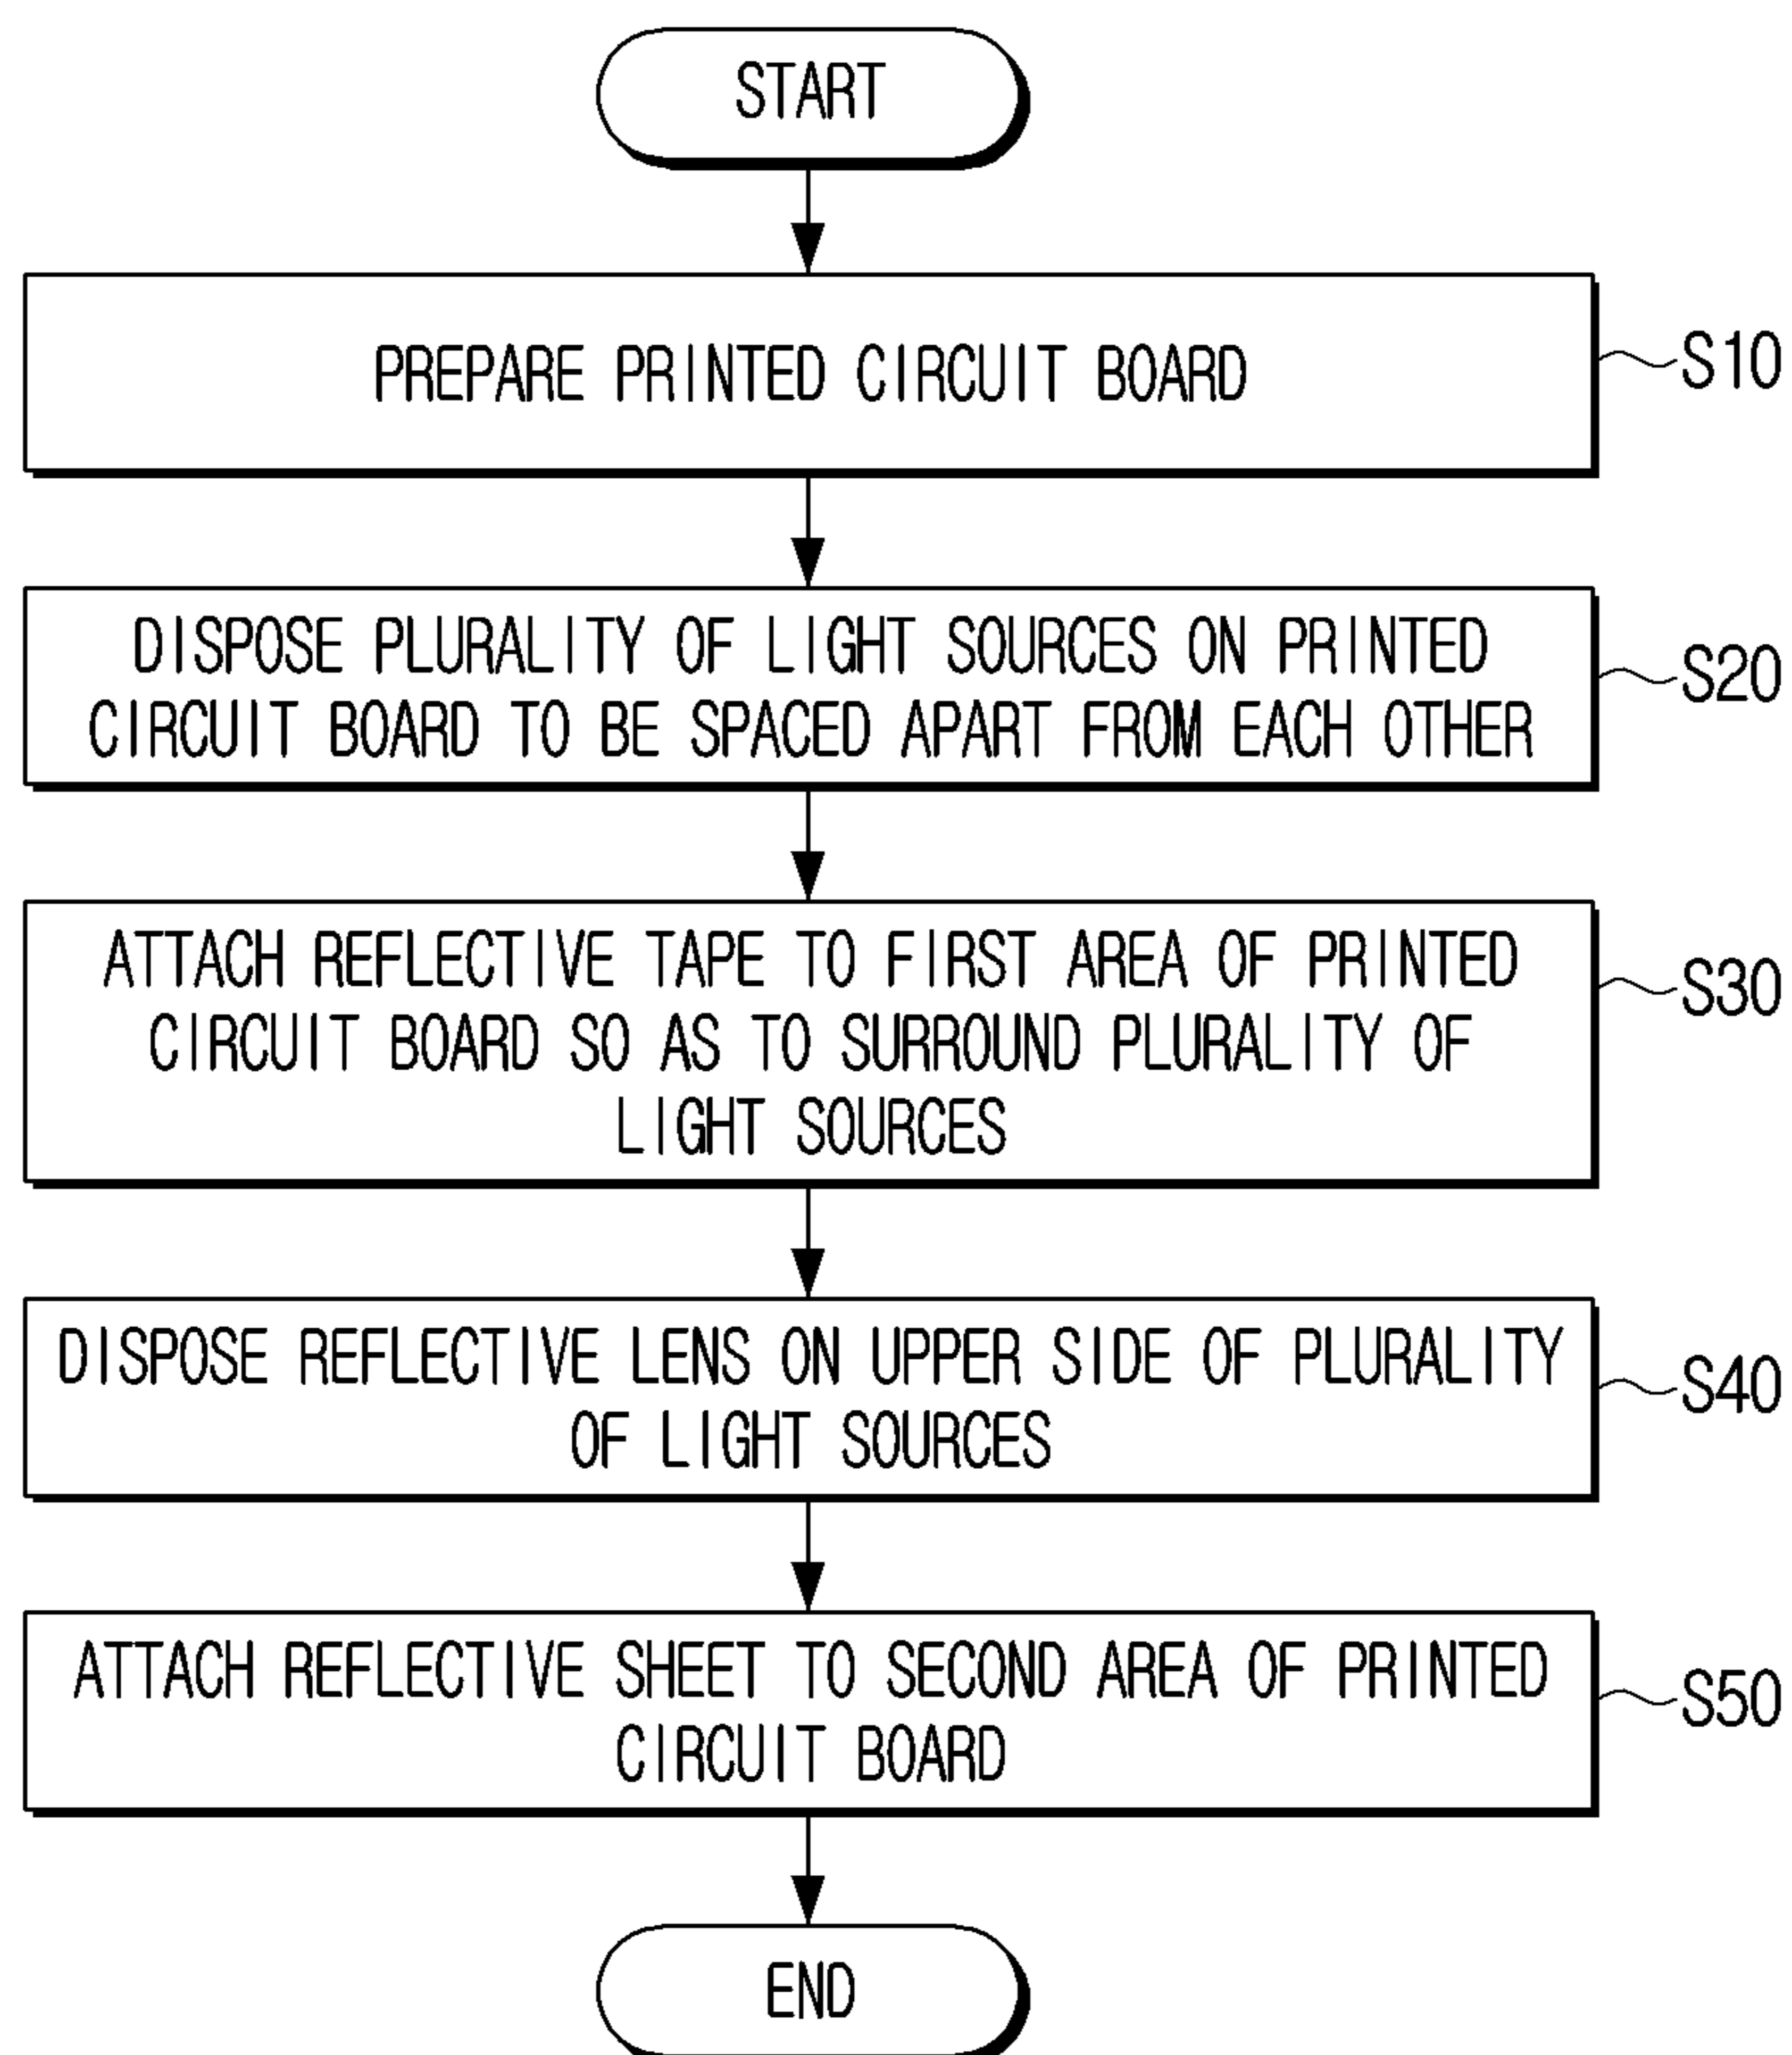 START
PREPARE PRINTED CIRCUIT BOARD
S10
DISPOSE PLURALITY OF LIGHT SOURCES ON PRINTED
CIRCUIT BOARD TO BE SPACED APART FROM EACH OTHER
S20
ATTACH REFLECTIVE TAPE TO FIRST AREA OF PRINTED
CIRCUIT BOARD SO AS TO SURROUND PLURALITY OF
LIGHT SOURCES
S30
DISPOSE REFLECTIVE LENS ON UPPER SIDE OF PLURALITY
OF LIGHT SOURCES
S40
ATTACH REFLECTIVE SHEET TO SECOND AREA OF PRINTED
CIRCUIT BOARD
S50
END